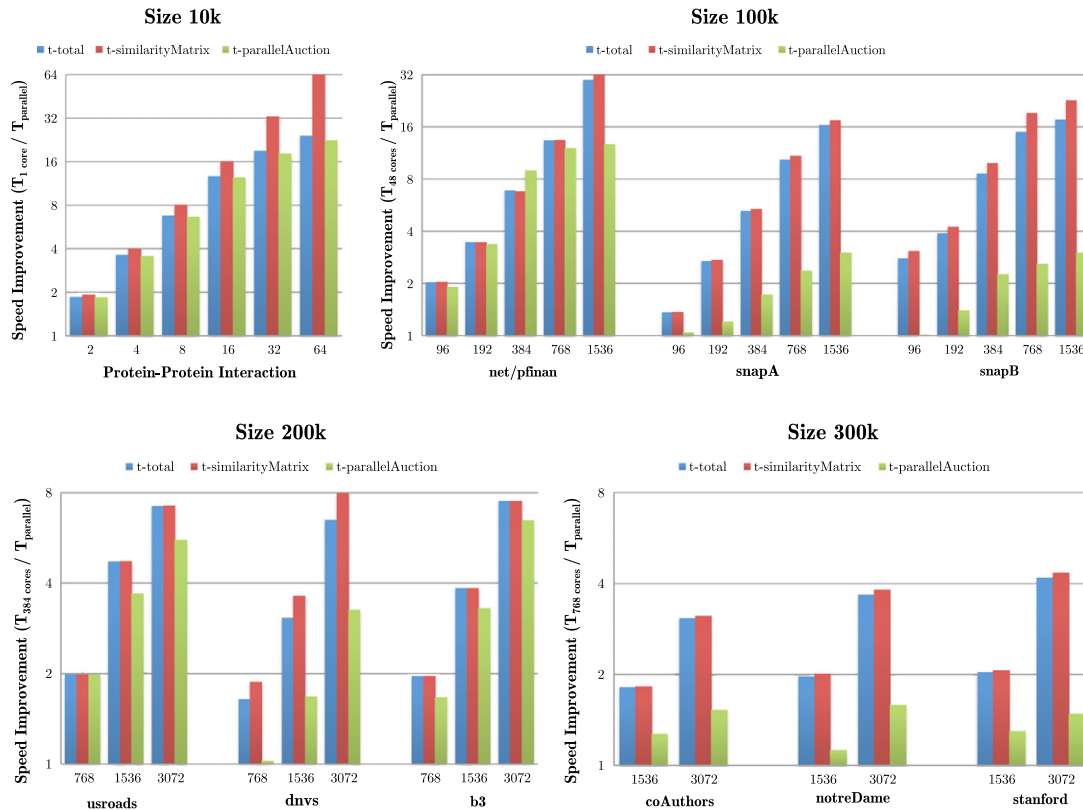 Size 10k
t-total t-similarityMatrix t-parallelAuction
Speed Improvement (T1 core / Tparallel)
64
32
16
8
4
2
1
2 4 8 16 32 64
Protein-Protein Interaction
Size 100k
t-total t-similarityMatrix t-parallelAuction
Speed Improvement (T48 cores / Tparallel)
32
16
8
4
2
1
96 192 384 768 1536 96 192 384 768 1536 96 192 384 768 1536
net/pfinan snapA snapB
Size 200k
t-total t-similarityMatrix t-parallelAuction
Speed Improvement (T384 cores / Tparallel)
8
4
2
1
768 1536 3072 768 1536 3072 768 1536 3072
usroads dnvs b3
Size 300k
t-total t-similarityMatrix t-parallelAuction
Speed Improvement (T768 cores / Tparallel)
8
4
2
1
1536 3072 1536 3072 1536 3072
coAuthors notreDame stanford